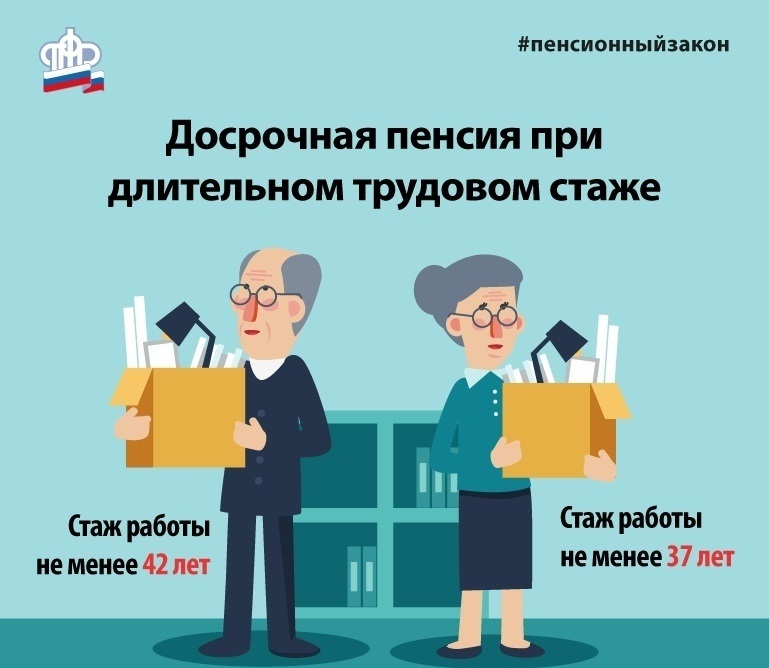 #пенсионныйзакон
Досрочная пенсия при
длительном трудовом стаже
Стаж работы
не менее 42 лет
Стаж работы
не менее 37 лет